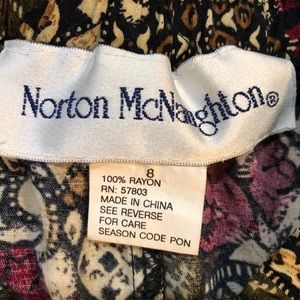 Norton McNaughton®
8
100% RAYON
RN: 57803
MADE IN CHINA
SEE REVERSE
FOR CARE
SEASON CODE PON